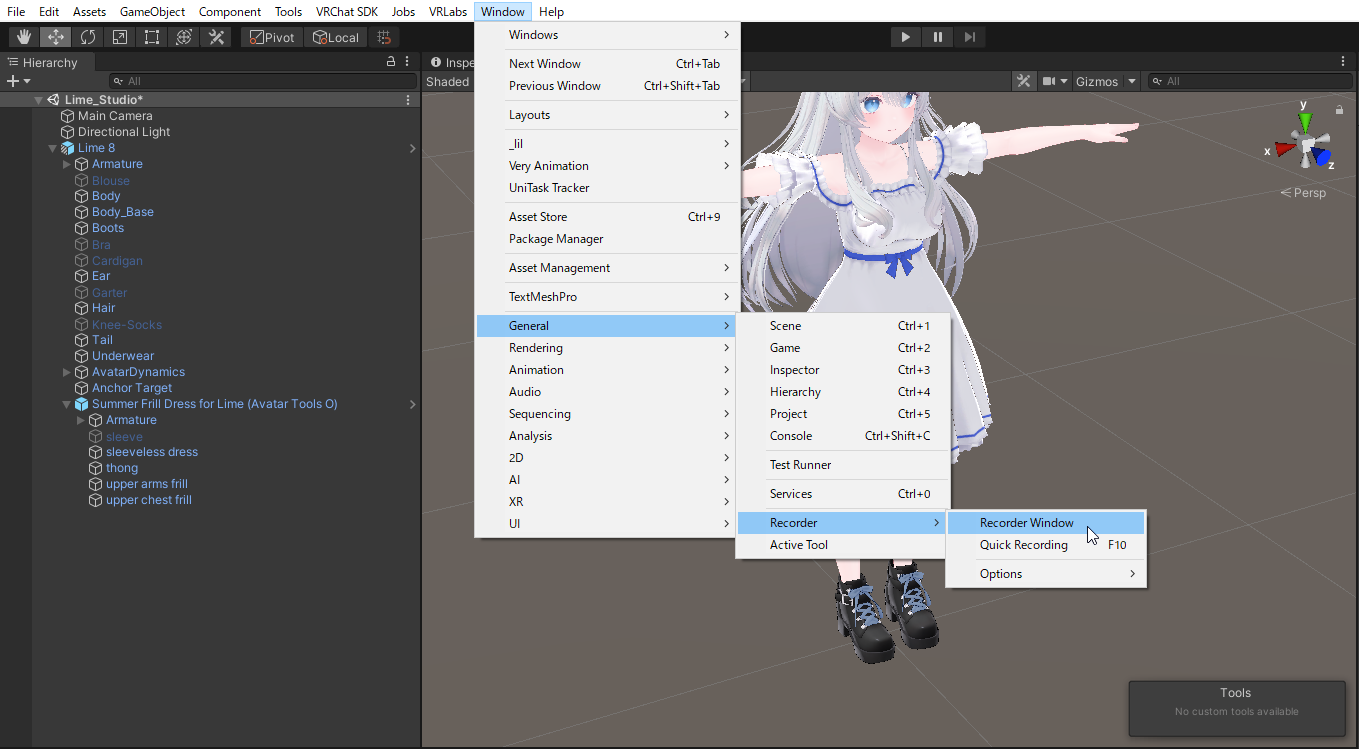 File Edit Assets GameObject Component Tools VRChat SDK Jobs VRLabs Window Help
Pivot Local
Hierarchy
All
Lime_Studio*
Main Camera
Directional Light
Lime 8
Armature
Blouse
Body
Body_Base
Boots
Bra
Cardigan
Ear
Garter
Hair
Knee-Socks
Tail
Underwear
AvatarDynamics
Anchor Target
Summer Frill Dress for Lime (Avatar Tools O)
Armature
sleeve
sleeveless dress
thong
upper arms frill
upper chest frill
Inspe
Shaded
Windows
Next Window Ctrl+Tab
Previous Window Ctrl+Shift+Tab
Layouts
_lil
Very Animation
UniTask Tracker
Asset Store Ctrl+9
Package Manager
Asset Management
TextMeshPro
General
Rendering
Animation
Audio
Sequencing
Analysis
2D
AI
XR
UI
Scene Ctrl+1
Game Ctrl+2
Inspector Ctrl+3
Hierarchy Ctrl+4
Project Ctrl+5
Console Ctrl+Shift+C
Test Runner
Services Ctrl+0
Recorder
Active Tool
Recorder Window
Quick Recording F10
Options
Gizmos All
y
x
z
Persp
Tools
No custom tools available